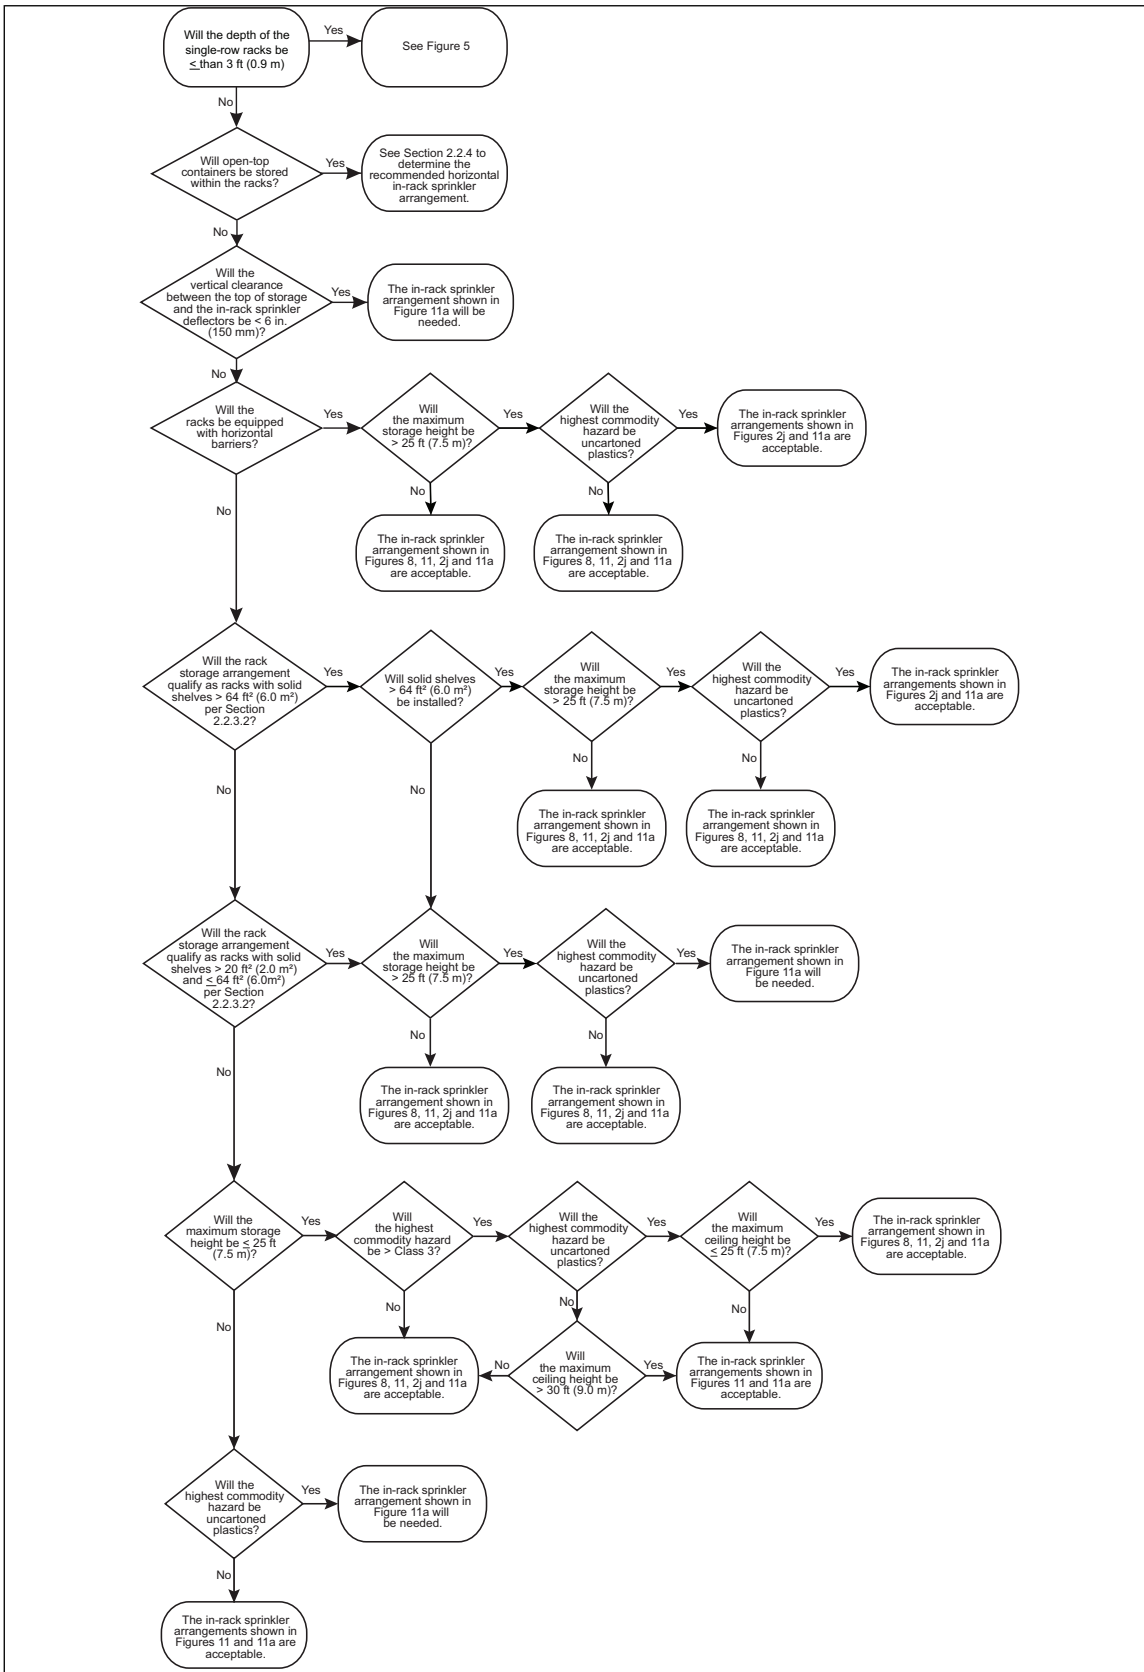 Will the depth of the
single-row racks be
≤ than 3 ft (0.9 m)
Yes
See Figure 5
No
Will open-top
containers be stored
within the racks?
Yes
See Section 2.2.4 to
determine the
recommended horizontal
in-rack sprinkler
arrangement.
No
Will the
vertical clearance
between the top of storage
and the in-rack sprinkler
deflectors be < 6 in.
(150 mm)?
Yes
The in-rack sprinkler
arrangement shown in
Figure 11a will be
needed.
No
Will the
racks be equipped
with horizontal
barriers?
Yes
Will
the maximum
storage height be
> 25 ft (7.5 m)?
Yes
Will the
highest commodity
hazard be
uncartoned
plastics?
Yes
The in-rack sprinkler
arrangements shown in
Figures 2j and 11a are
acceptable.
No
No
No
The in-rack sprinkler
arrangement shown in
Figures 8, 11, 2j and 11a
are acceptable.
The in-rack sprinkler
arrangement shown in
Figures 8, 11, 2j and 11a
are acceptable.
Will the rack
storage arrangement
qualify as racks with solid
shelves > 64 ft² (6.0 m²)
per Section
2.2.3.2?
Yes
Will solid shelves
> 64 ft² (6.0 m²)
be installed?
Yes
Will
the maximum
storage height be
> 25 ft (7.5 m)?
Yes
Will the
highest commodity
hazard be
uncartoned
plastics?
Yes
The in-rack sprinkler
arrangements shown in
Figures 2j and 11a are
acceptable.
No
No
No
No
The in-rack sprinkler
arrangement shown in
Figures 8, 11, 2j and 11a
are acceptable.
The in-rack sprinkler
arrangement shown in
Figures 8, 11, 2j and 11a
are acceptable.
Will the rack
storage arrangement
qualify as racks with solid
shelves > 20 ft² (2.0 m²)
and ≤ 64 ft² (6.0m²)
per Section
2.2.3.2?
Yes
Will
the maximum
storage height be
> 25 ft (7.5 m)?
Yes
Will the
highest commodity
hazard be
uncartoned
plastics?
Yes
The in-rack sprinkler
arrangement shown in
Figure 11a will
be needed.
No
No
No
The in-rack sprinkler
arrangement shown in
Figures 8, 11, 2j and 11a
are acceptable.
The in-rack sprinkler
arrangement shown in
Figures 8, 11, 2j and 11a
are acceptable.
Will the
maximum storage
height be ≤ 25 ft
(7.5 m)?
Yes
Will
the highest
commodity hazard
be > Class 3?
Yes
Will the
highest commodity
hazard be
uncartoned
plastics?
Yes
Will
the maximum
ceiling height be
≤ 25 ft (7.5 m)?
Yes
The in-rack sprinkler
arrangement shown in
Figures 8, 11, 2j and 11a
are acceptable.
No
No
No
No
The in-rack sprinkler
arrangement shown in
Figures 8, 11, 2j and 11a
are acceptable.
No
Will
the maximum
ceiling height be
> 30 ft (9.0 m)?
Yes
The in-rack sprinkler
arrangements shown in
Figures 11 and 11a are
acceptable.
Will the
highest commodity
hazard be
uncartoned
plastics?
Yes
The in-rack sprinkler
arrangement shown in
Figure 11a will
be needed.
No
The in-rack sprinkler
arrangements shown in
Figures 11 and 11a are
acceptable.